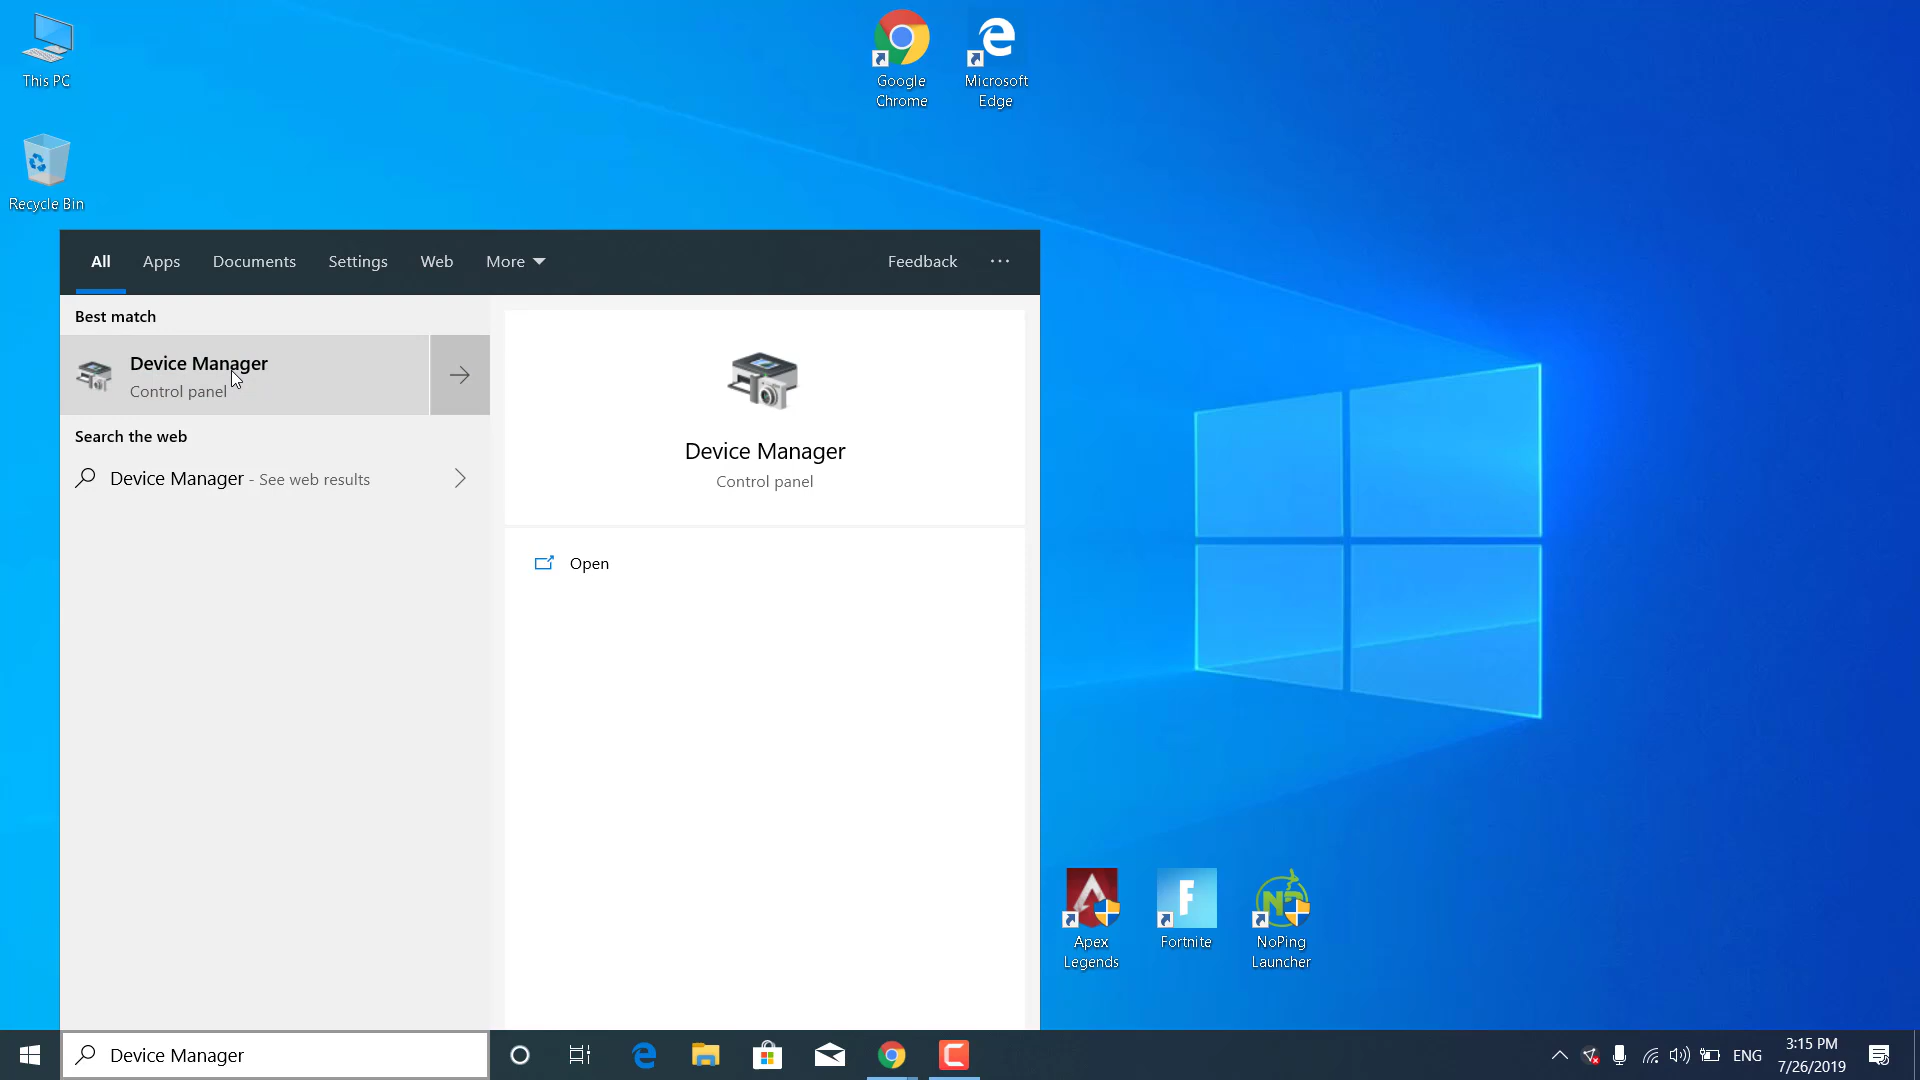 This PC
Google
Chrome
Microsoft
Edge
Recycle Bin
All Apps Documents Settings Web More Feedback ...
Best match
Device Manager
Control panel
Search the web
Device Manager - See web results
Device Manager
Control panel
Open
Apex
Legends
Fortnite
NoPing
Launcher
Device Manager
ENG
3:15 PM
7/26/2019